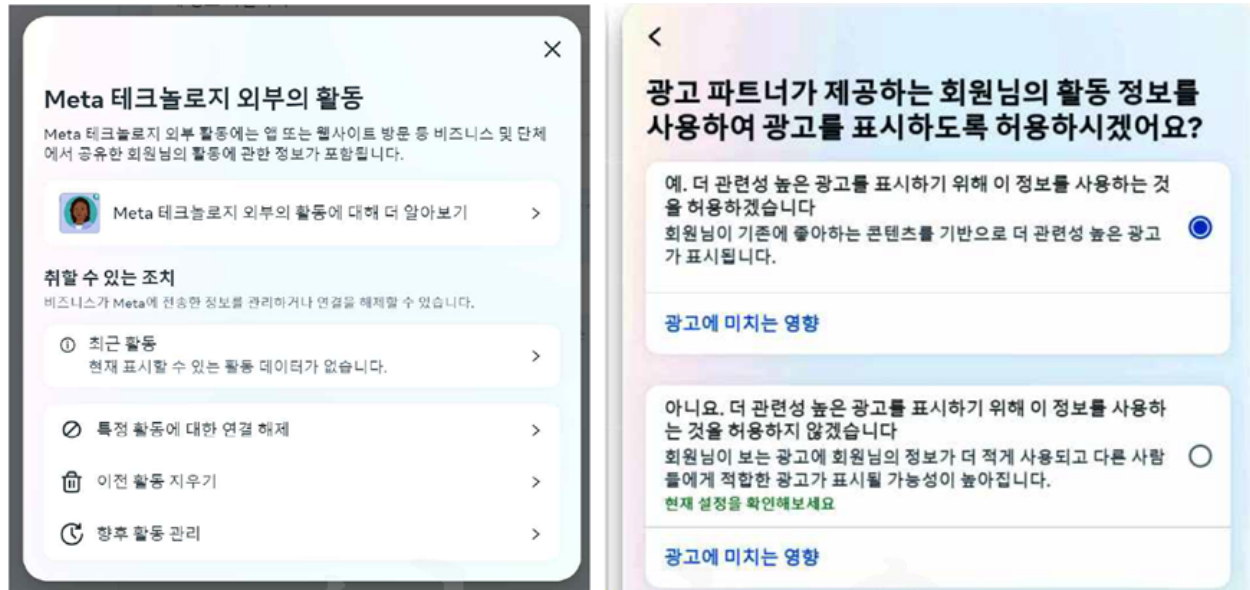 Meta 테크놀로지 외부의 활동
Meta 테크놀로지 외부 활동에는 앱 또는 웹사이트 방문 등 비즈니스 및 단체
에서 공유한 회원님의 활동에 관한 정보가 포함됩니다.
Meta 테크놀로지 외부의 활동에 대해 더 알아보기
취할 수 있는 조치
비즈니스가 Meta에 전송한 정보를 관리하거나 연결을 해제할 수 있습니다.
최근 활동
현재 표시할 수 있는 활동 데이터가 없습니다.
특정 활동에 대한 연결 해제
이전 활동 지우기
향후 활동 관리
광고 파트너가 제공하는 회원님의 활동 정보를
사용하여 광고를 표시하도록 허용하시겠어요?
예. 더 관련성 높은 광고를 표시하기 위해 이 정보를 사용하는 것
을 허용하겠습니다
회원님이 기존에 좋아하는 콘텐츠를 기반으로 더 관련성 높은 광고
가 표시됩니다.
광고에 미치는 영향
아니요. 더 관련성 높은 광고를 표시하기 위해 이 정보를 사용하
는 것을 허용하지 않겠습니다
회원님이 보는 광고에 회원님의 정보가 더 적게 사용되고 다른 사람
들에게 적합한 광고가 표시될 가능성이 높아집니다.
현재 설정을 확인해보세요
광고에 미치는 영향